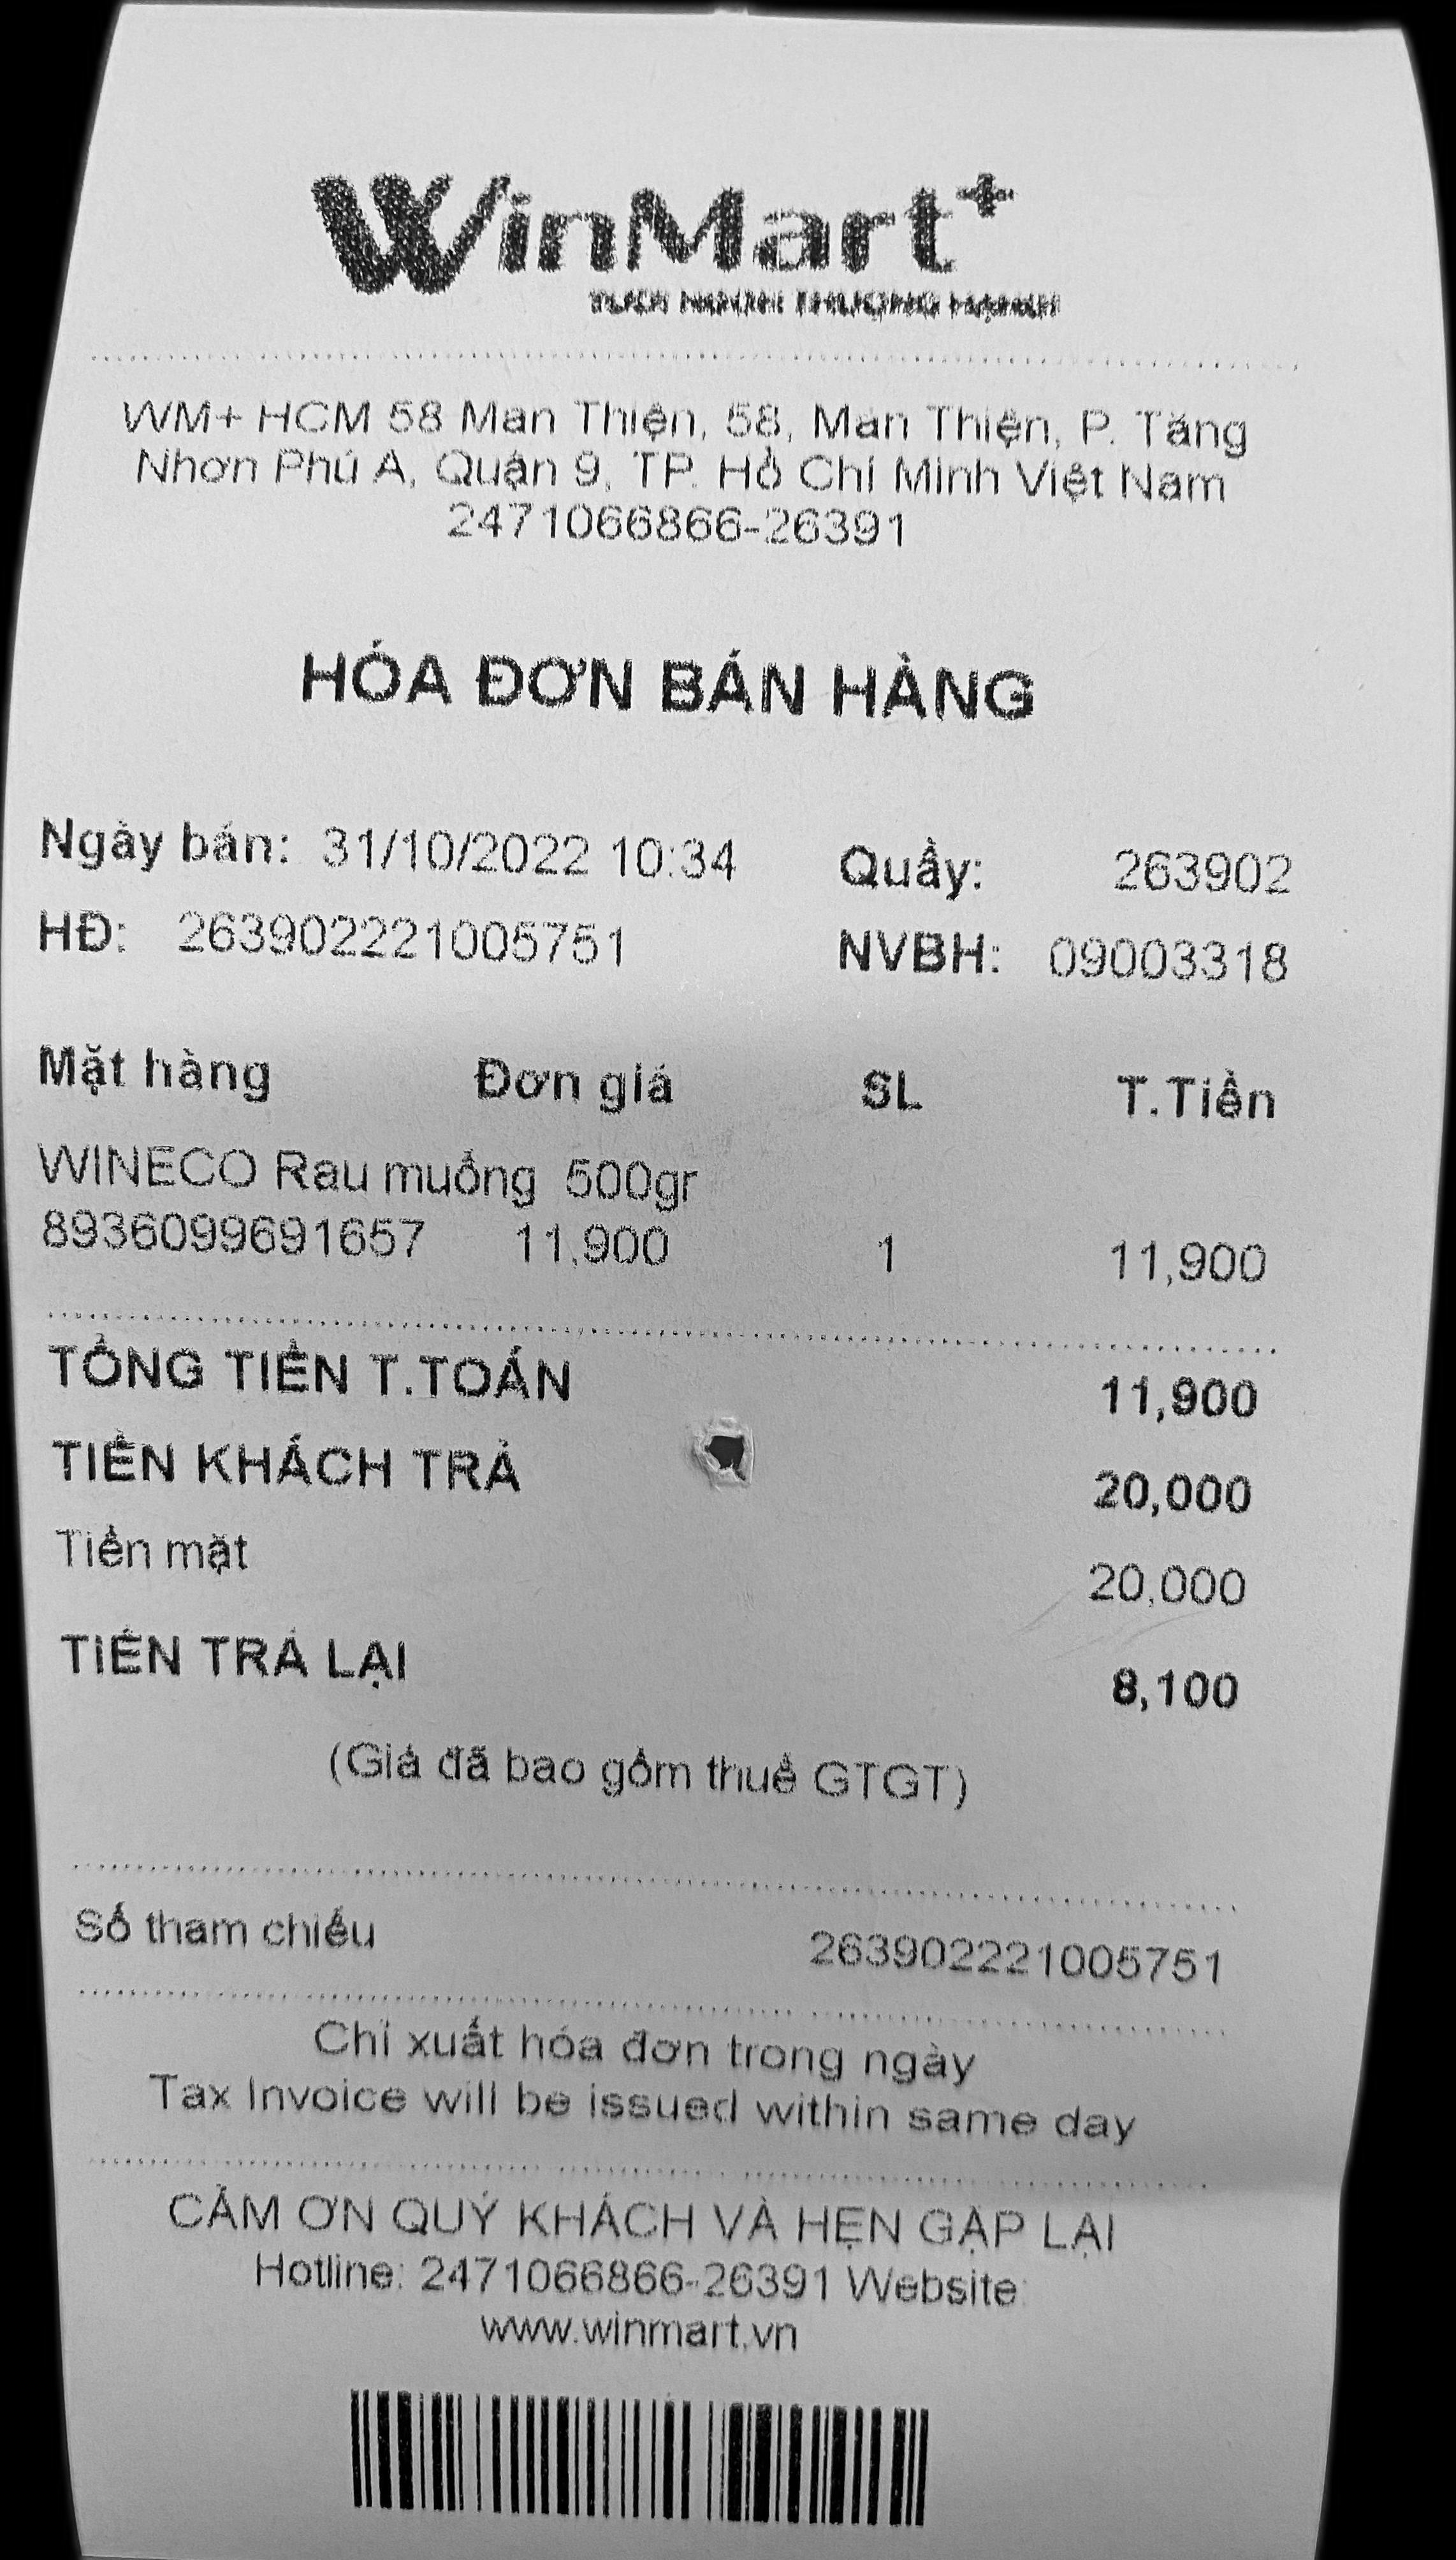 WinMart+
WM+ HCM 58 Man Thiện, 58, Man Thiện, P. Tăng
Nhơn Phú A, Quận 9, TP. Hồ Chí Minh Việt Nam
2471066866-26391
HÓA ĐƠN BÁN HÀNG
Ngày bán: 31/10/2022 10:34 Quầy: 263902
HĐ: 263902221005751 NVBH: 09003318
Mặt hàng Đơn giá SL T.Tiền
WINECO Rau muống 500gr
8936099691657 11,900 1 11,900
TỔNG TIỀN T.TOÁN 11,900
TIỀN KHÁCH TRẢ 20,000
Tiền mặt 20,000
TIỀN TRẢ LẠI 8,100
(Giá đã bao gồm thuế GTGT)
Số tham chiếu 263902221005751
Chỉ xuất hóa đơn trong ngày
Tax Invoice will be issued within same day
CẢM ƠN QUÝ KHÁCH VÀ HẸN GẶP LẠI
Hotline: 2471066866-26391 Website:
www.winmart.vn